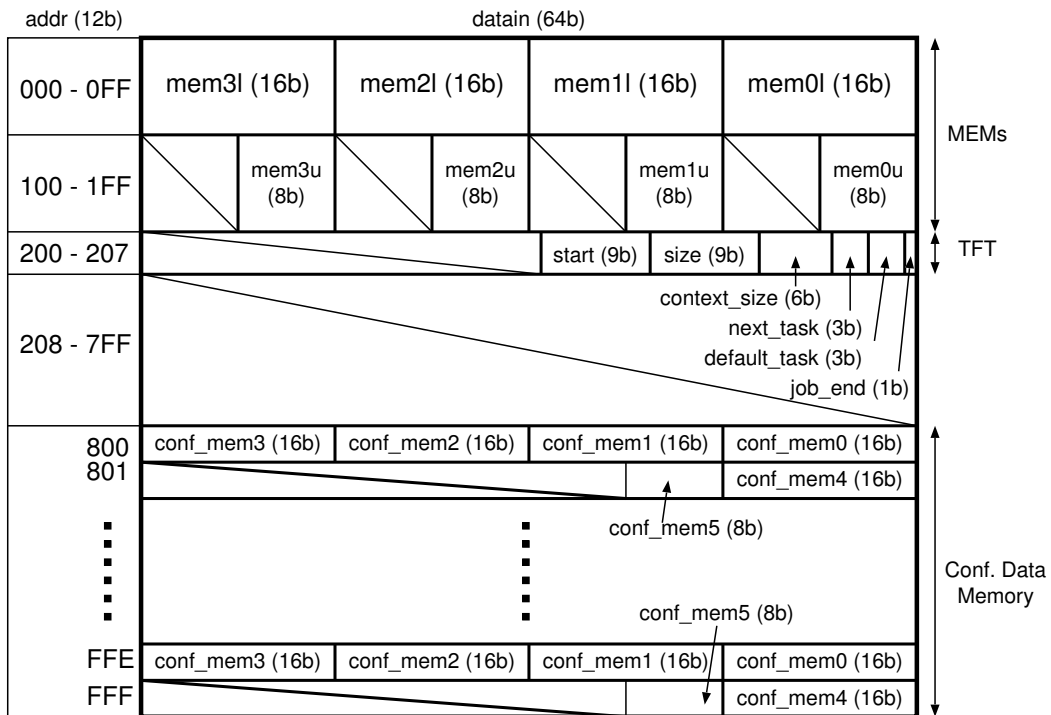 addr (12b) datain (64b)
000 - 0FF mem3l (16b) mem2l (16b) mem1l (16b) mem0l (16b)
MEMs
100 - 1FF mem3u (8b) mem2u (8b) mem1u (8b) mem0u (8b)
200 - 207 start (9b) size (9b) TFT
context_size (6b)
next_task (3b)
208 - 7FF
default_task (3b)
job_end (1b)
800 conf_mem3 (16b) conf_mem2 (16b) conf_mem1 (16b) conf_mem0 (16b)
801 conf_mem4 (16b)
conf_mem5 (8b)
Conf. Data
Memory
conf_mem5 (8b)
FFE conf_mem3 (16b) conf_mem2 (16b) conf_mem1 (16b) conf_mem0 (16b)
FFF conf_mem4 (16b)